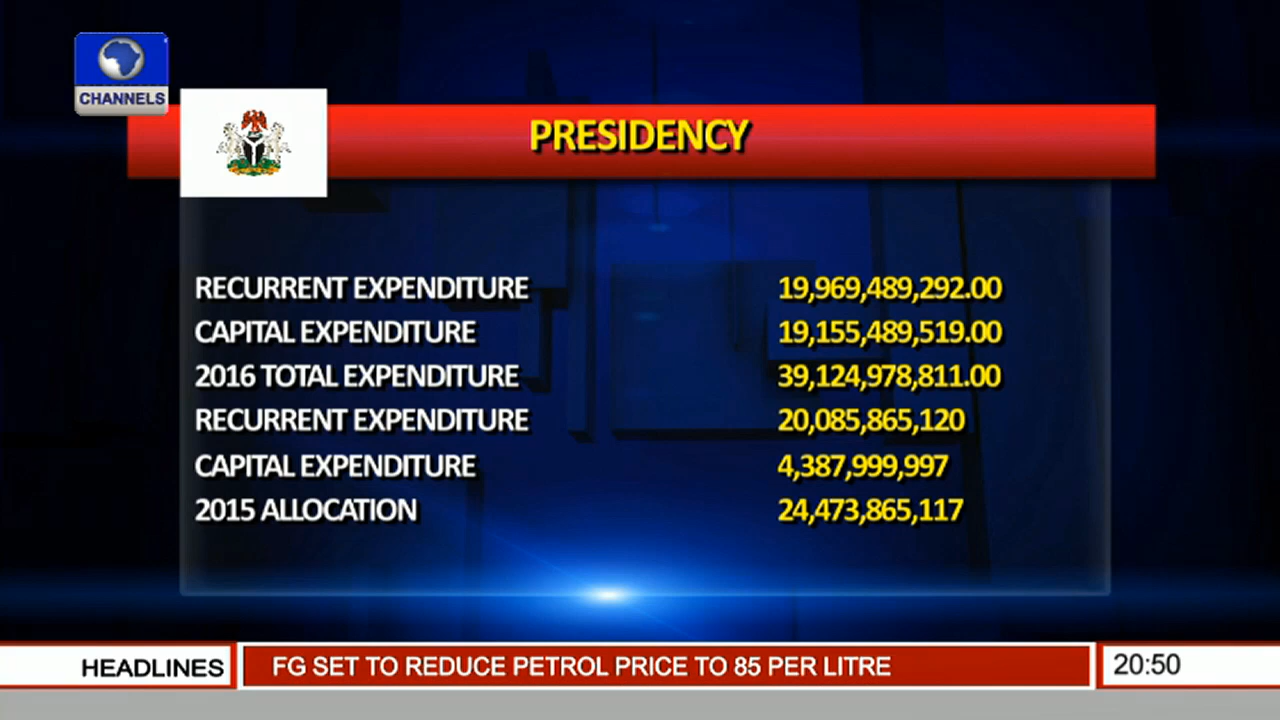 CHANNELS
PRESIDENCY
RECURRENT EXPENDITURE 19,969,489,292.00
CAPITAL EXPENDITURE 19,155,489,519.00
2016 TOTAL EXPENDITURE 39,124,978,811.00
RECURRENT EXPENDITURE 20,085,865,120
CAPITAL EXPENDITURE 4,387,999,997
2015 ALLOCATION 24,473,865,117
HEADLINES FG SET TO REDUCE PETROL PRICE TO 85 PER LITRE 20:50